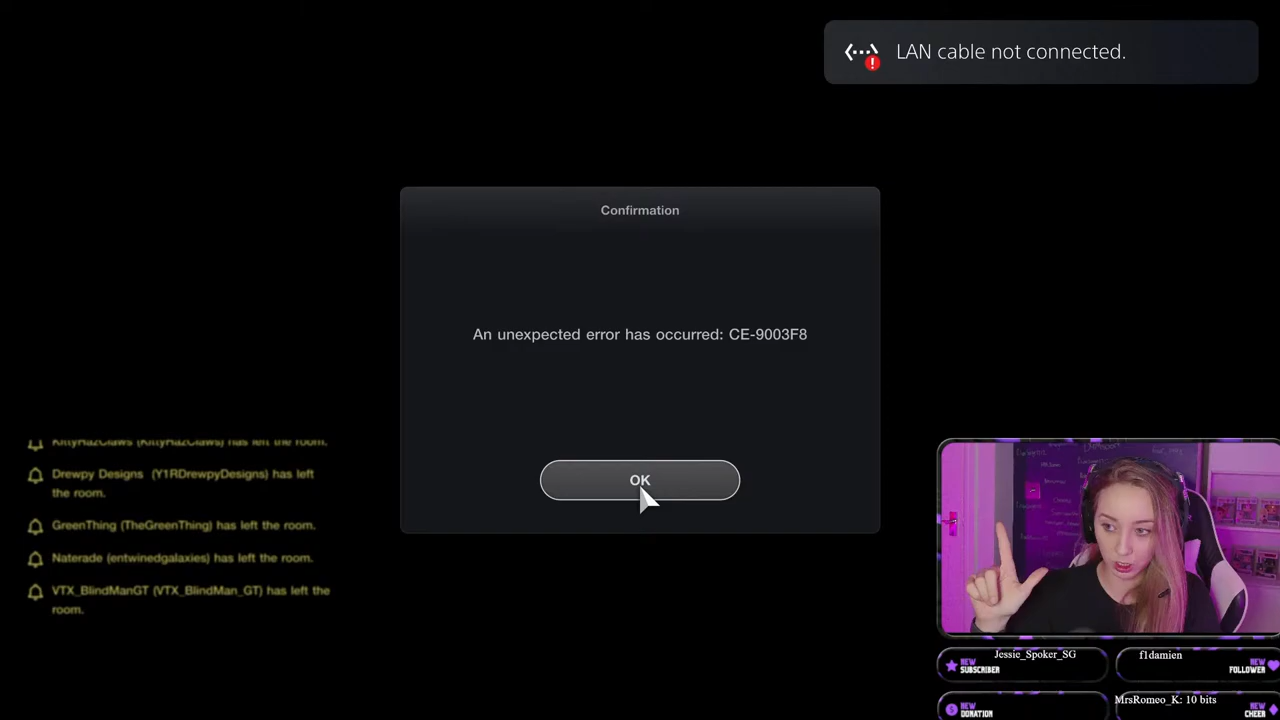 LAN cable not connected.
Confirmation
An unexpected error has occurred: CE-9003F8
OK
KittyHazClaws (KittyHazClaws) has left the room.
Drewpy Designs (Y1RDrewpyDesigns) has left
the room.
GreenThing (TheGreenThing) has left the room.
Naterade (entwinedgalaxies) has left the room.
VTX_BlindManGT (VTX_BlindMan_GT) has left the
room.
Jessie_Spoker_SG
NEW
SUBSCRIBER
f1damien
NEW
FOLLOWER
NEW
DONATION
MrsRomeo_K: 10 bits
NEW
CHEER